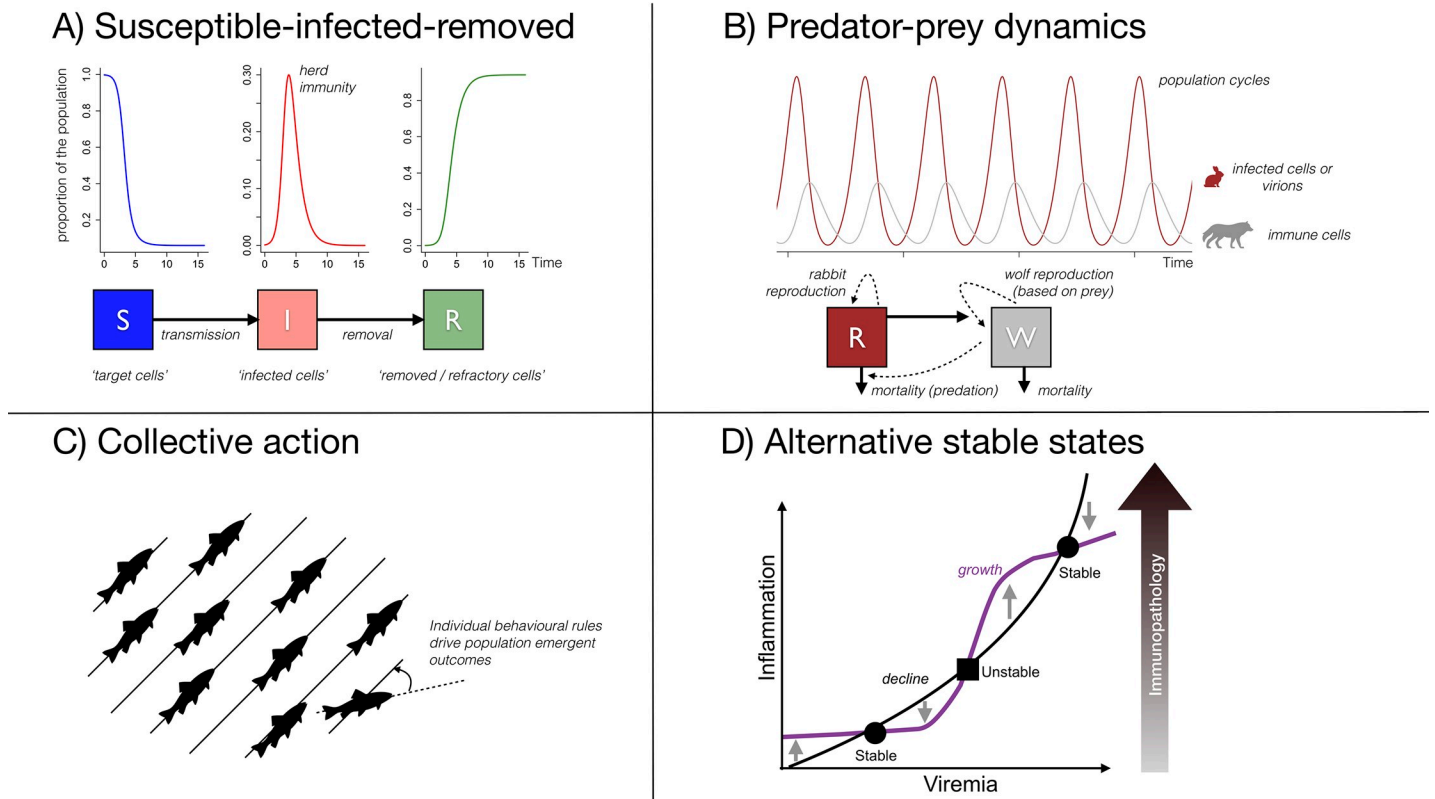 A) Susceptible-infected-removed
proportion of the population
1.0
0.8
0.6
0.4
0.2
0 5 10 15
herd
immunity
0.30
0.20
0.10
0.00
0 5 10 15
0.8
0.6
0.4
0.2
0.0
0 5 10 15
Time
S
transmission
I
removal
R
'target cells'
'infected cells'
'removed / refractory cells'
B) Predator-prey dynamics
population cycles
infected cells or
virions
immune cells
Time
rabbit
reproduction
wolf reproduction
(based on prey)
R
W
mortality (predation)
mortality
C) Collective action
Individual behavioural rules
drive population emergent
outcomes
D) Alternative stable states
Inflammation
growth
Stable
decline
Unstable
Stable
Viremia
Immunopathology